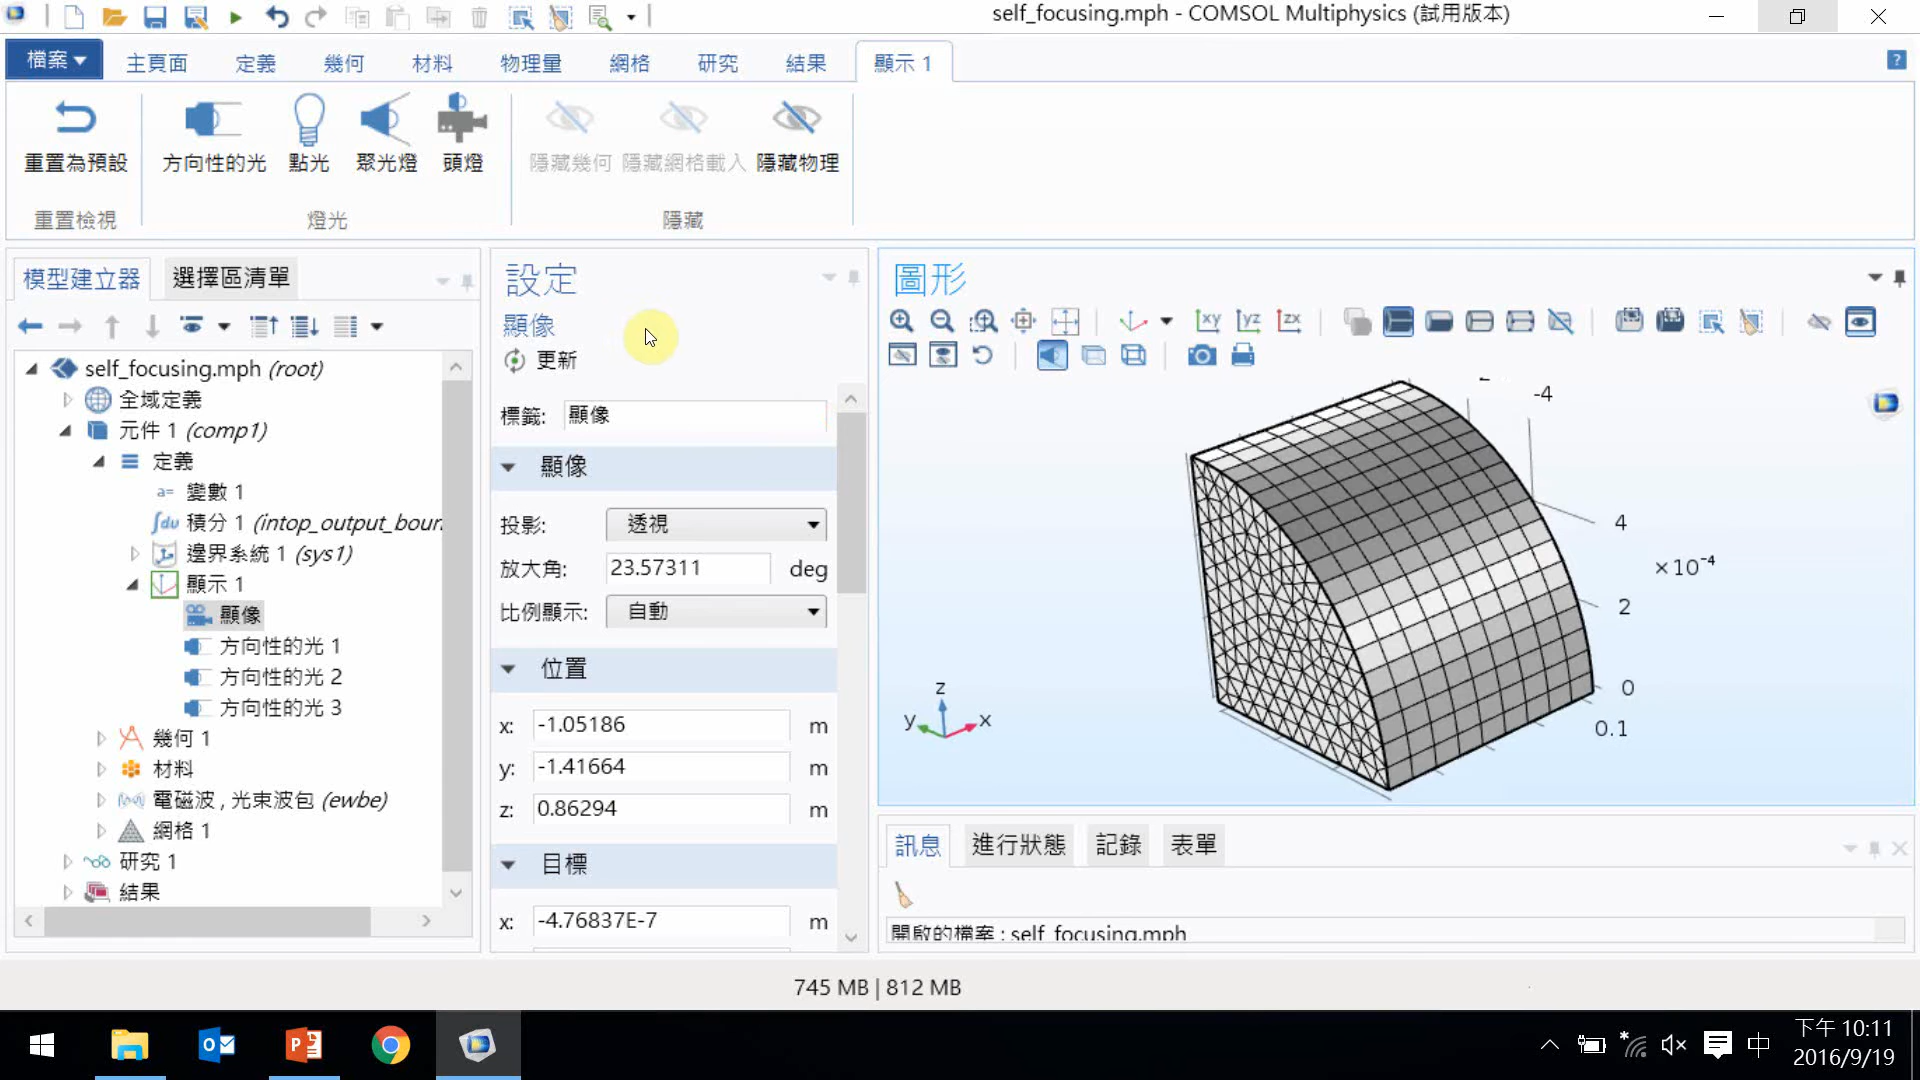 self_focusing.mph - COMSOL Multiphysics (試用版本)
檔案 主頁面 定義 幾何 材料 物理量 網格 研究 結果 顯示 1
?
重置為預設 方向性的光 點光 聚光燈 頭燈 隱藏幾何 隱藏網格載入 隱藏物理
重置檢視 燈光 隱藏
模型建立器 選擇區清單
self_focusing.mph (root)
全域定義
元件 1 (comp1)
定義
a= 變數 1
∫du 積分 1 (intop_output_boun
邊界系統 1 (sys1)
顯示 1
顯像
方向性的光 1
方向性的光 2
方向性的光 3
幾何 1
材料
電磁波 , 光束波包 (ewbe)
網格 1
研究 1
結果
設定
顯像
更新
標籤: 顯像
顯像
投影: 透視
放大角: 23.57311 deg
比例顯示: 自動
位置
x: -1.05186 m
y: -1.41664 m
z: 0.86294 m
目標
x: -4.76837E-7 m
圖形
xy yz zx
-4
4
×10⁻⁴
2
0
0.1
z
y x
訊息 進行狀態 記錄 表單
開啟的檔案 : self_focusing.mph
745 MB | 812 MB
中
下午 10:11
2016/9/19